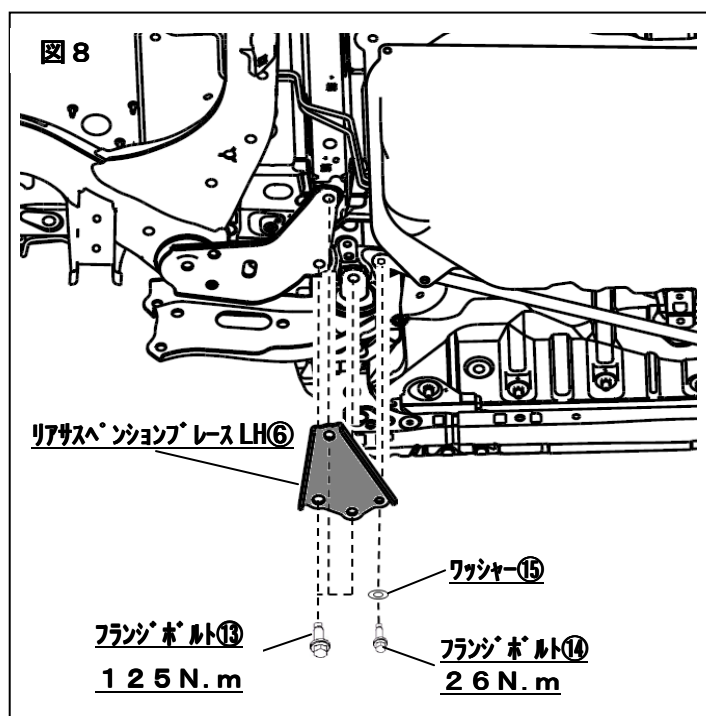 図８
リアサスペンションブレース LH⑥
ワッシャー⑮
フランジボルト⑬
１２５N.m
フランジボルト⑭
２６N.m